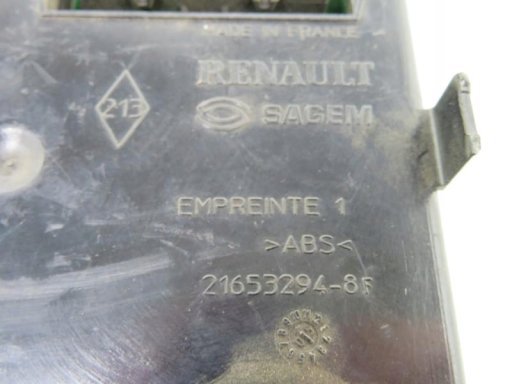 MADE IN FRANCE
RENAULT
213
SAGEM
EMPREINTE 1
>ABS<
21653294-8F